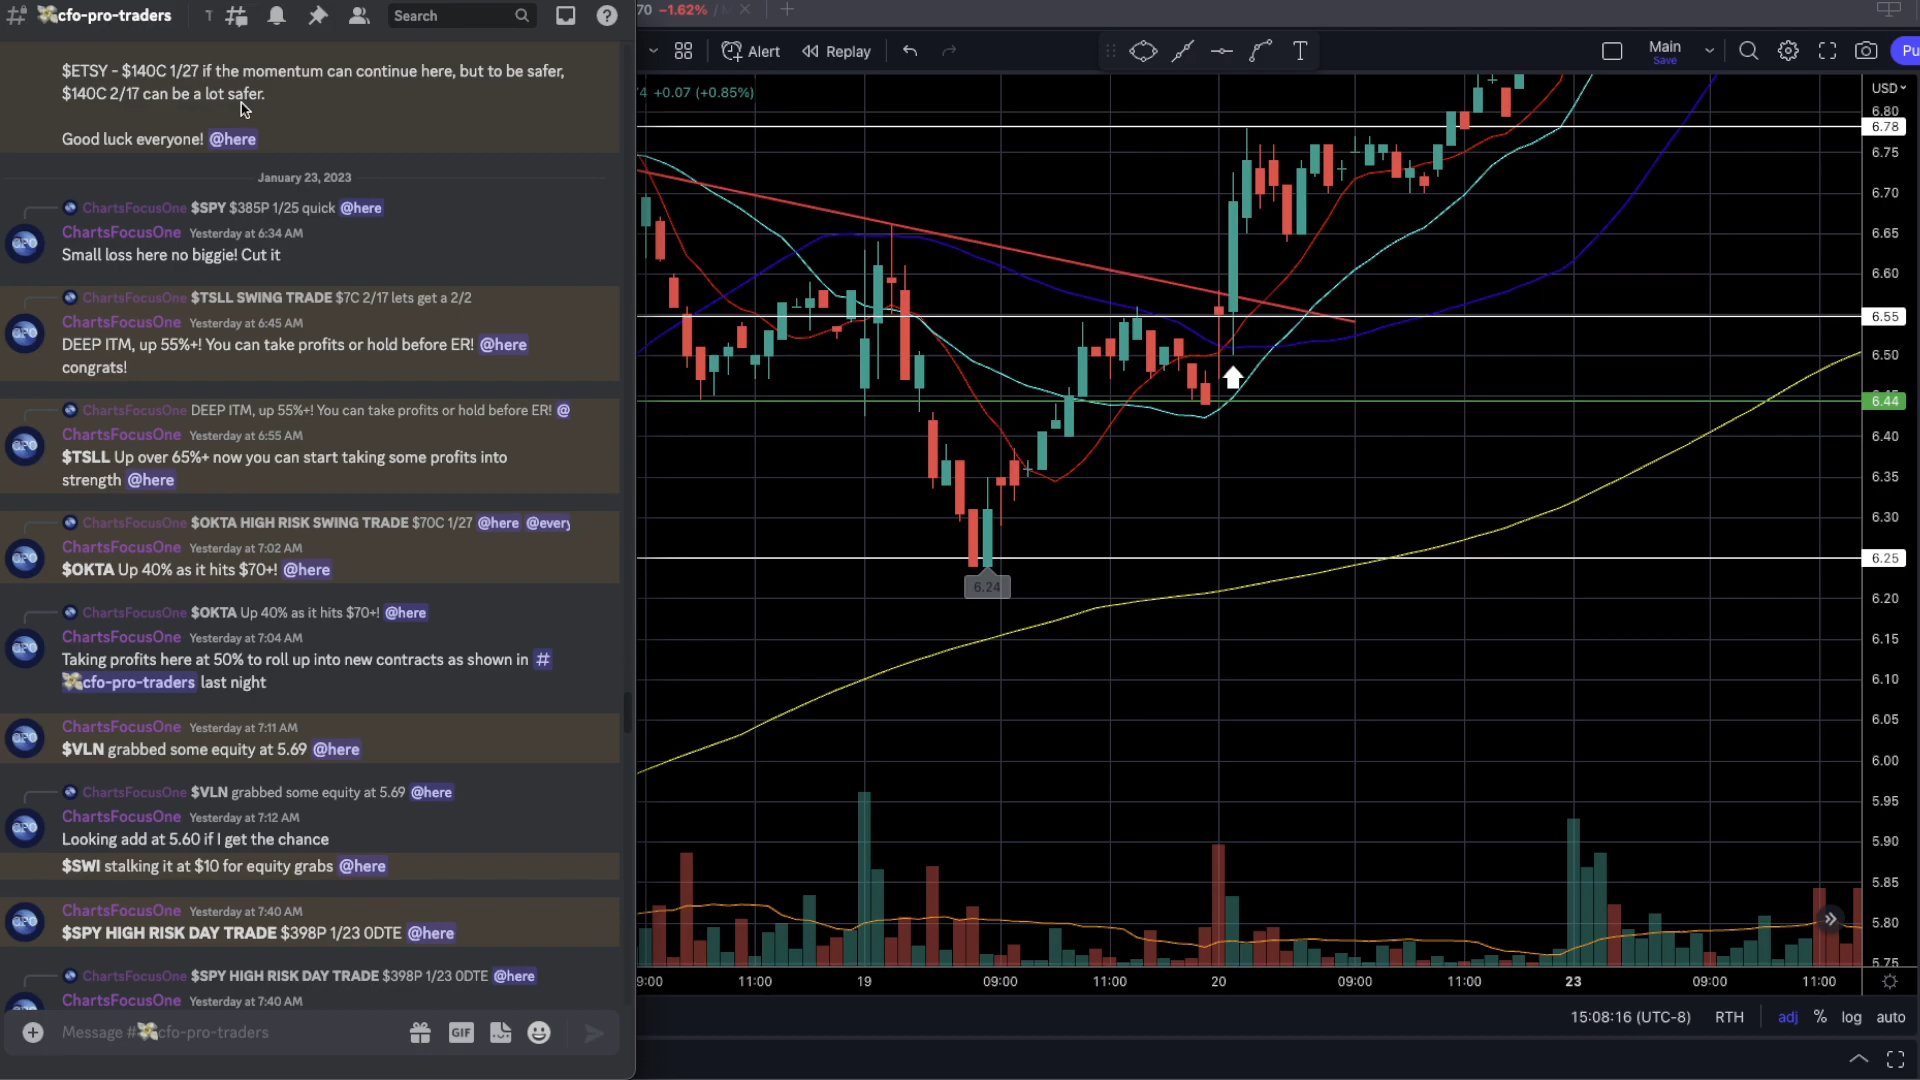 cfo-pro-traders
T
Search
$ETSY - $140C 1/27 if the momentum can continue here, but to be safer,
$140C 2/17 can be a lot safer.
Good luck everyone! @here
January 23, 2023
ChartsFocusOne $SPY $385P 1/25 quick @here
ChartsFocusOne Yesterday at 6:34 AM
Small loss here no biggie! Cut it
ChartsFocusOne $TSLL SWING TRADE $7C 2/17 lets get a 2/2
ChartsFocusOne Yesterday at 6:45 AM
DEEP ITM, up 55%+! You can take profits or hold before ER! @here
congrats!
ChartsFocusOne DEEP ITM, up 55%+! You can take profits or hold before ER! @
ChartsFocusOne Yesterday at 6:55 AM
$TSLL Up over 65%+ now you can start taking some profits into
strength @here
ChartsFocusOne $OKTA HIGH RISK SWING TRADE $70C 1/27 @here @every
ChartsFocusOne Yesterday at 7:02 AM
$OKTA Up 40% as it hits $70+! @here
ChartsFocusOne $OKTA Up 40% as it hits $70+! @here
ChartsFocusOne Yesterday at 7:04 AM
Taking profits here at 50% to roll up into new contracts as shown in #
cfo-pro-traders last night
ChartsFocusOne Yesterday at 7:11 AM
$VLN grabbed some equity at 5.69 @here
ChartsFocusOne $VLN grabbed some equity at 5.69 @here
ChartsFocusOne Yesterday at 7:12 AM
Looking add at 5.60 if I get the chance
$SWI stalking it at $10 for equity grabs @here
ChartsFocusOne Yesterday at 7:40 AM
$SPY HIGH RISK DAY TRADE $398P 1/23 0DTE @here
ChartsFocusOne $SPY HIGH RISK DAY TRADE $398P 1/23 0DTE @here
ChartsFocusOne Yesterday at 7:40 AM
Message #cfo-pro-traders
GIF
70 −1.62% /
Alert
Replay
T
Main
Save
Pu
4 +0.07 (+0.85%)
USD
6.80
6.78
6.75
6.70
6.65
6.60
6.55
6.50
6.45
6.44
6.40
6.35
6.30
6.25
6.24
6.20
6.15
6.10
6.05
6.00
5.95
5.90
5.85
5.80
5.75
9:00 11:00 19 09:00 11:00 20 09:00 11:00 23 09:00 11:00
15:08:16 (UTC-8) RTH adj % log auto